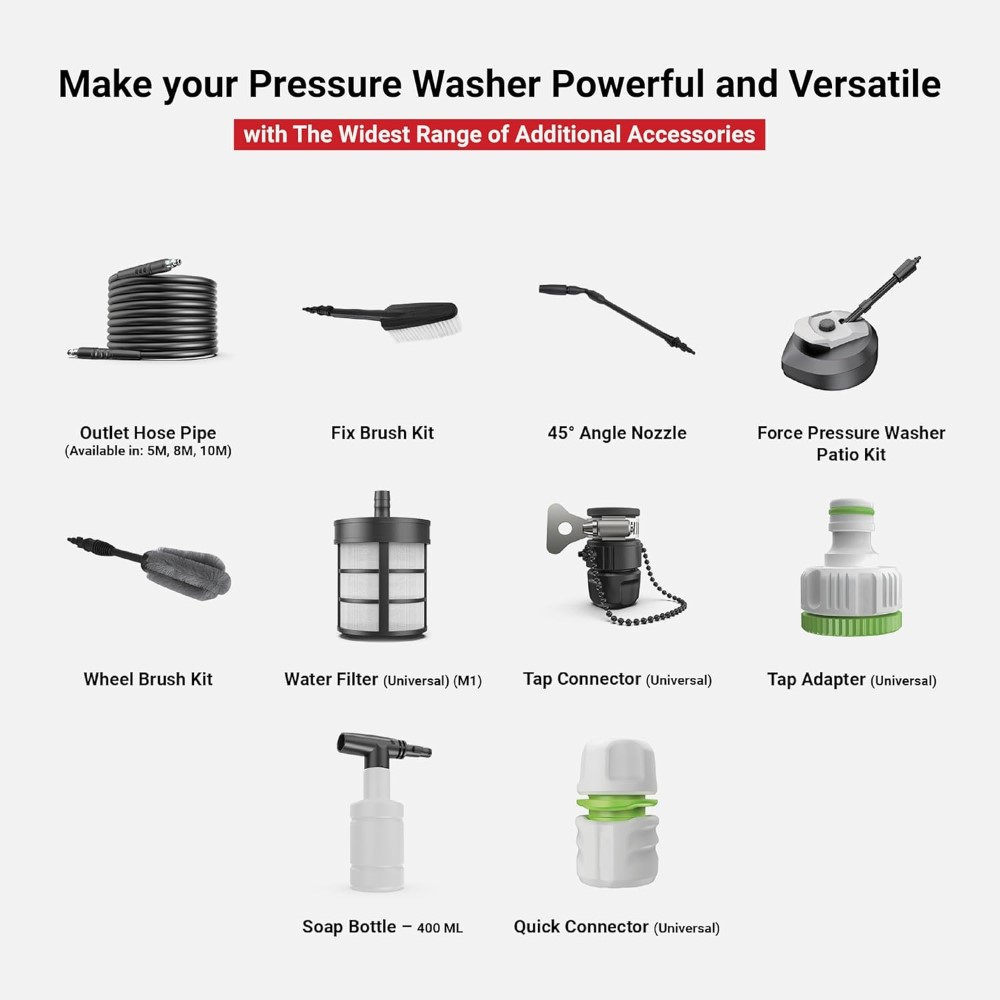 Make your Pressure Washer Powerful and Versatile
with The Widest Range of Additional Accessories
Outlet Hose Pipe
(Available in: 5M, 8M, 10M)
Fix Brush Kit
45° Angle Nozzle
Force Pressure Washer
Patio Kit
Wheel Brush Kit
Water Filter (Universal) (M1)
Tap Connector (Universal)
Tap Adapter (Universal)
Soap Bottle – 400 ML
Quick Connector (Universal)